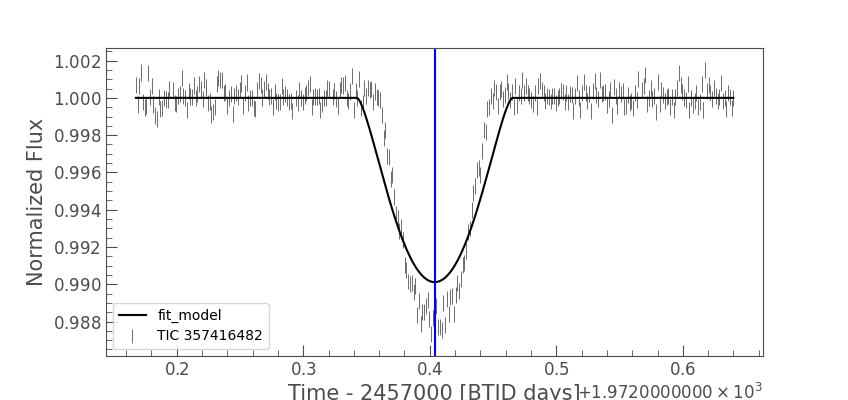 1.002
1.000
0.998
0.996
0.994
0.992
0.990
0.988
Normalized Flux
fit_model
TIC 357416482
0.2 0.3 0.4 0.5 0.6
Time - 2457000 [BTJD days]
+1.9720000000 × 10³